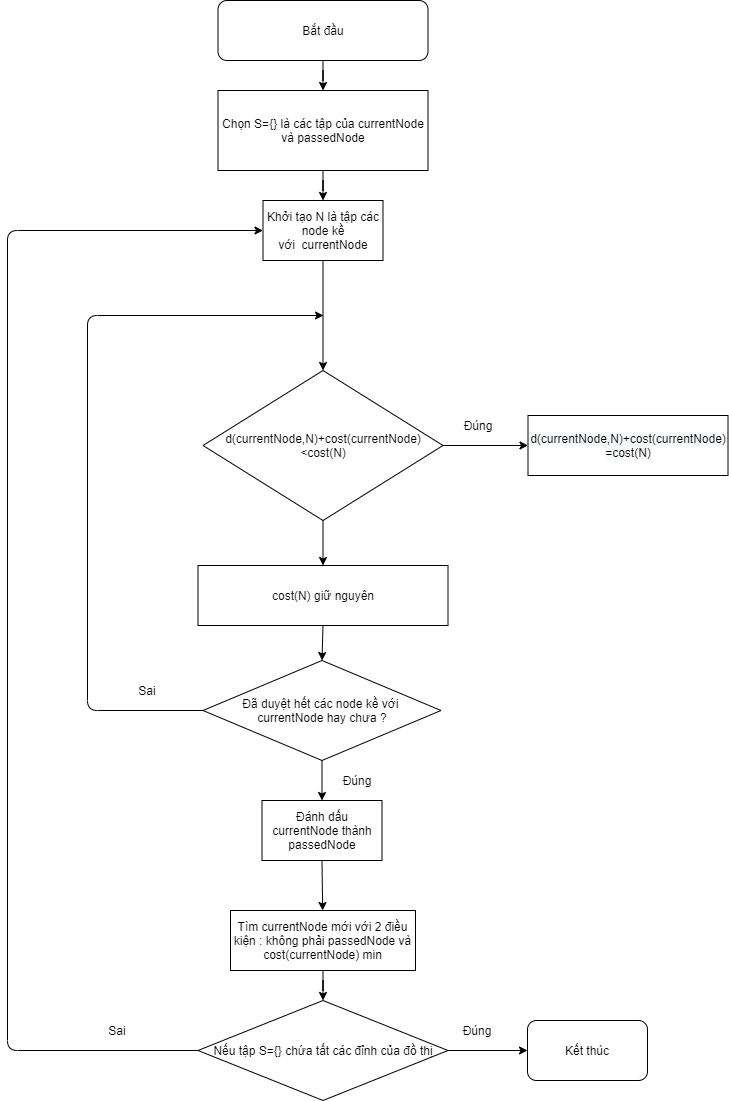 Bắt đầu
Chọn S={} là các tập của currentNode
và passedNode
Khởi tạo N là tập các
node kề
với currentNode
d(currentNode,N)+cost(currentNode)
<cost(N)
Đúng
d(currentNode,N)+cost(currentNode)
=cost(N)
cost(N) giữ nguyên
Sai
Đã duyệt hết các node kề với
currentNode hay chưa ?
Đúng
Đánh dấu
currentNode thành
passedNode
Tìm currentNode mới với 2 điều
kiện : không phải passedNode và
cost(currentNode) min
Sai
Nếu tập S={} chứa tất các đỉnh của đồ thi
Đúng
Kết thúc